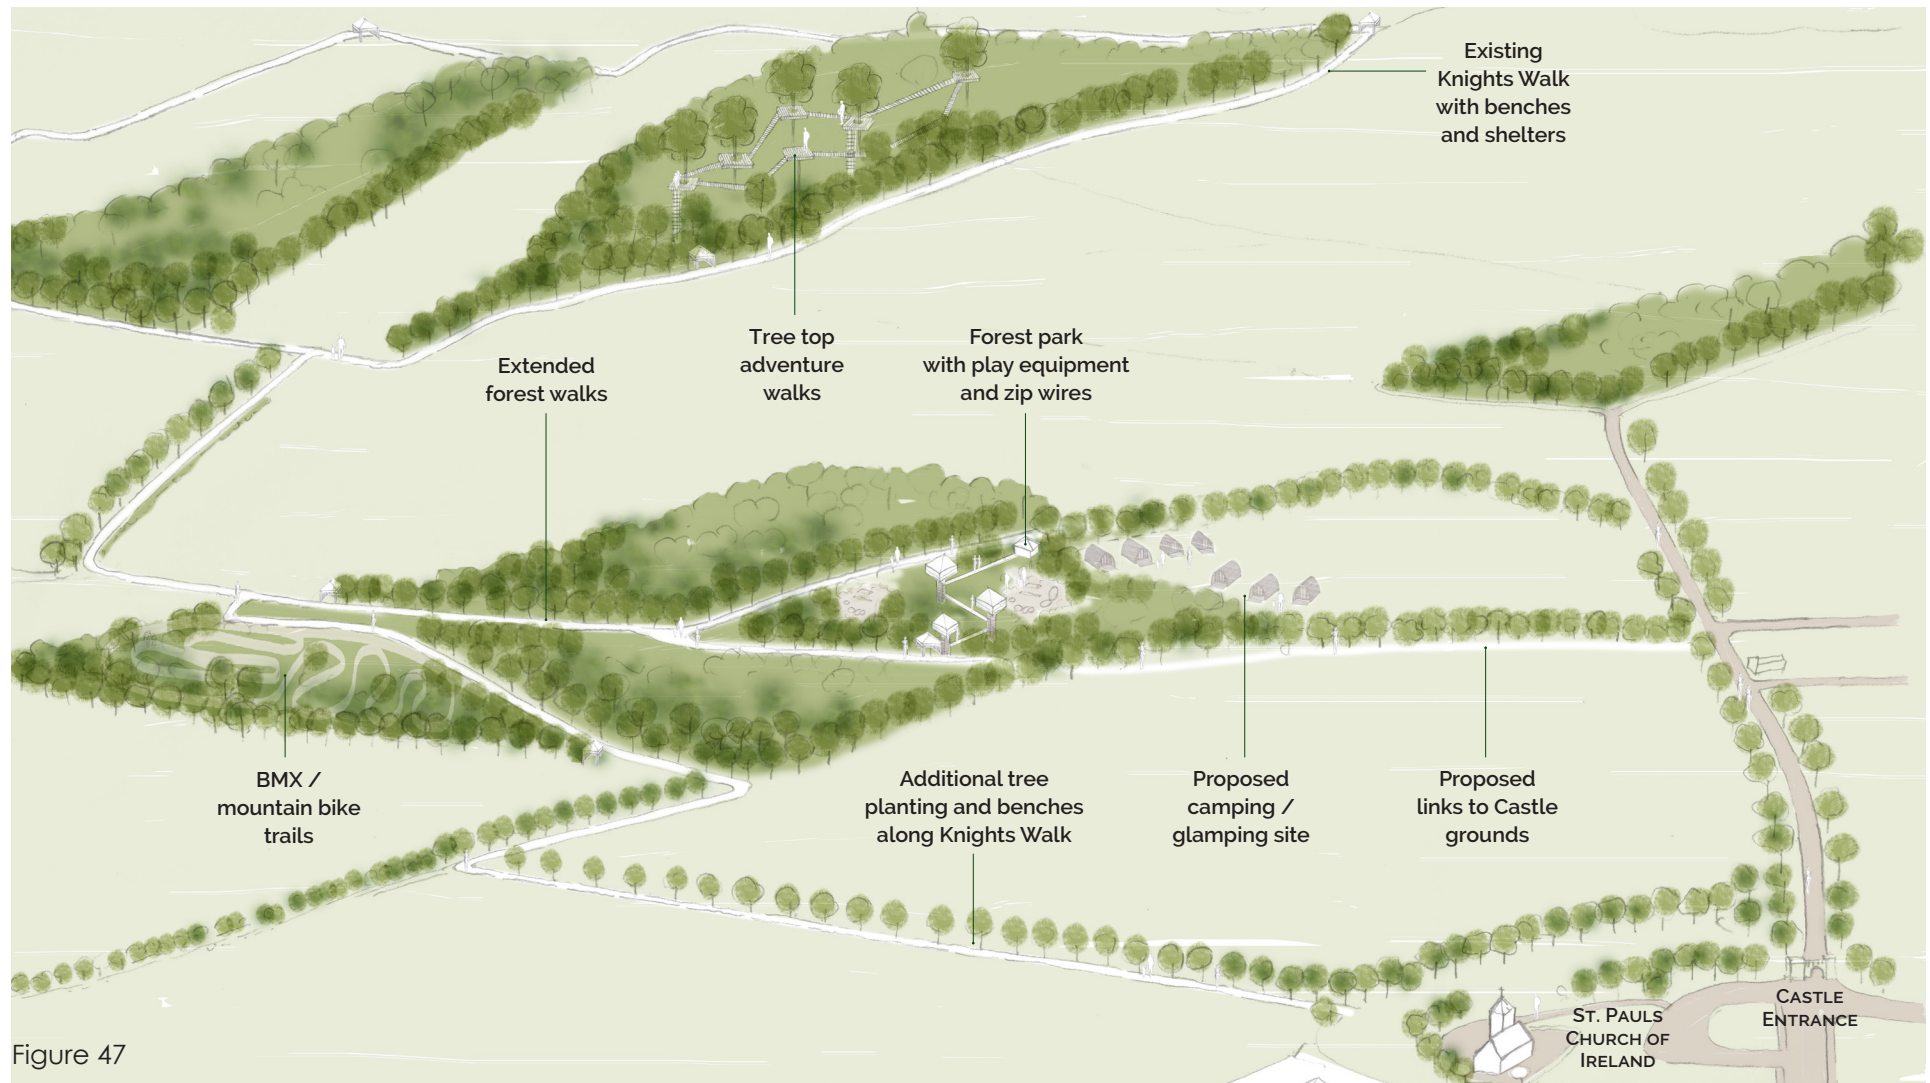 Existing
Knights Walk
with benches
and shelters
Tree top
adventure
walks
Forest park
with play equipment
and zip wires
Extended
forest walks
BMX /
mountain bike
trails
Additional tree
planting and benches
along Knights Walk
Proposed
camping /
glamping site
Proposed
links to Castle
grounds
Castle
Entrance
St. Pauls
Church of
Ireland
Figure 47